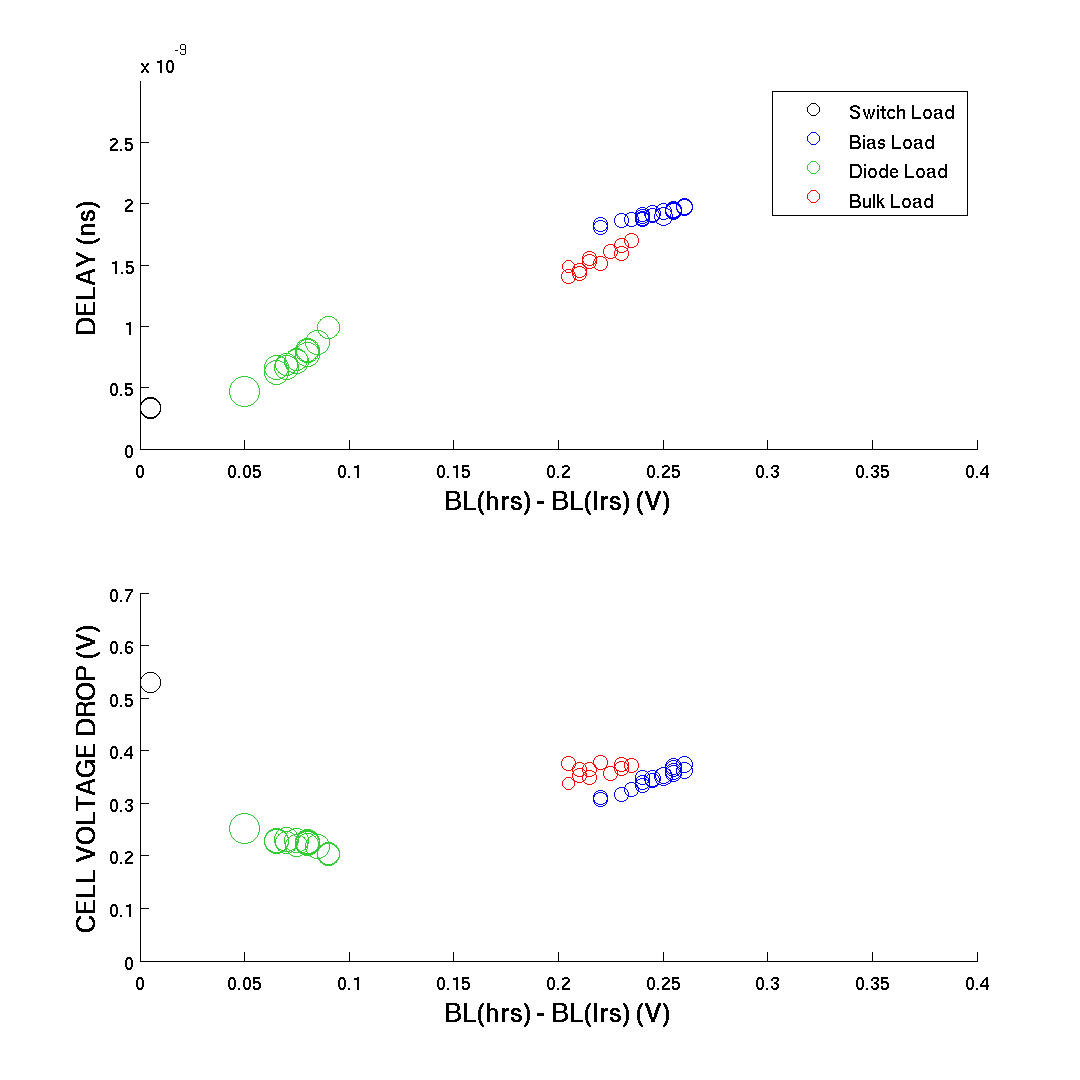 x 10-9
2.5
2
1.5
1
0.5
0
DELAY (ns)
Switch Load
Bias Load
Diode Load
Bulk Load
0 0.05 0.1 0.15 0.2 0.25 0.3 0.35 0.4
BL(hrs) - BL(lrs) (V)
0.7
0.6
0.5
0.4
0.3
0.2
0.1
0
CELL VOLTAGE DROP (V)
0 0.05 0.1 0.15 0.2 0.25 0.3 0.35 0.4
BL(hrs) - BL(lrs) (V)